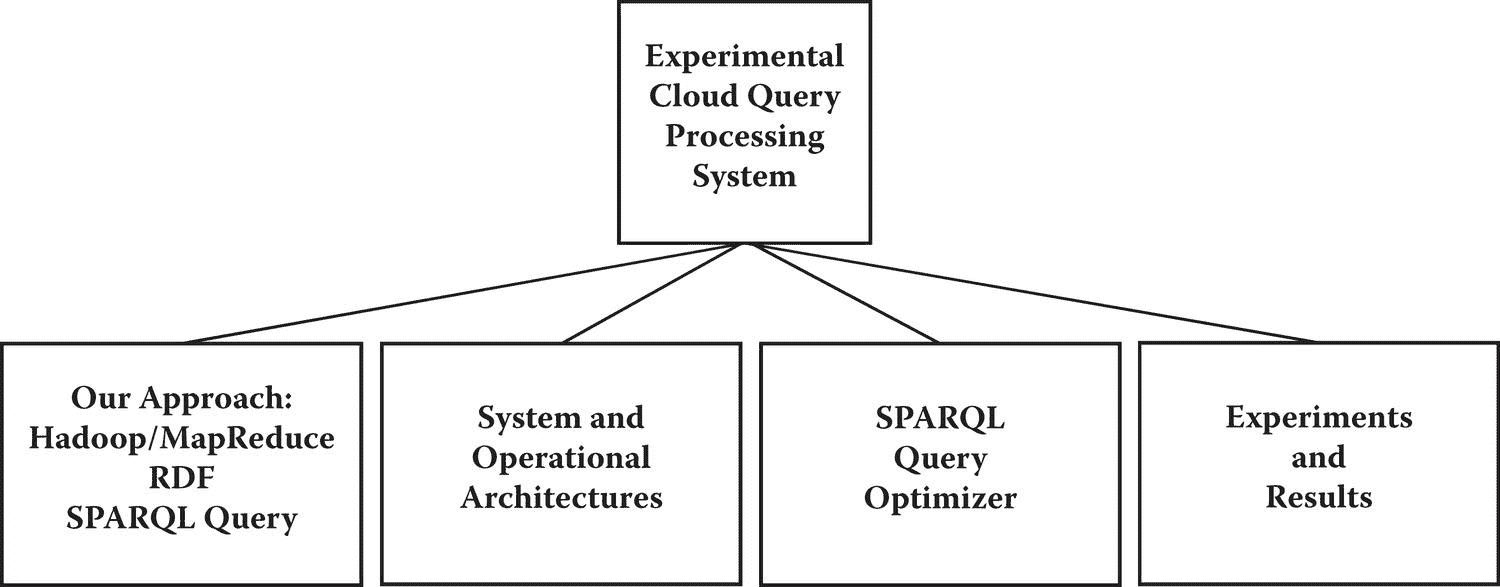 Experimental
Cloud Query
Processing
System
Our Approach:
Hadoop/MapReduce
RDF
SPARQL Query
System and
Operational
Architectures
SPARQL
Query
Optimizer
Experiments
and
Results